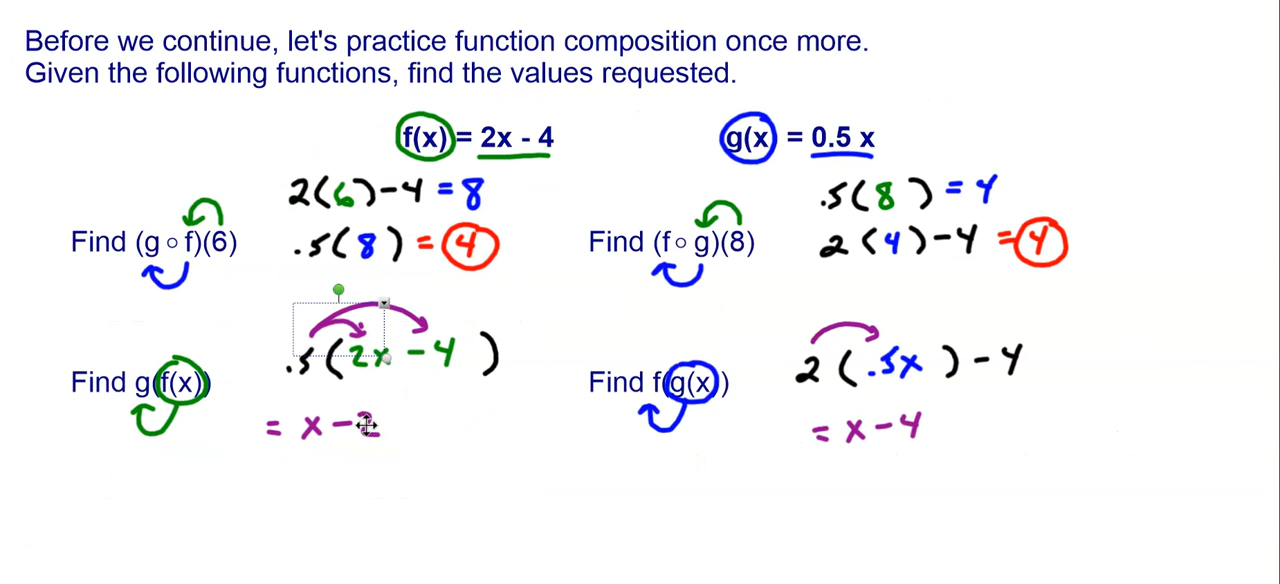 Before we continue, let's practice function composition once more.
Given the following functions, find the values requested.
f(x) = 2x - 4
g(x) = 0.5 x
2(6)-4 = 8
Find (g ∘ f)(6)
.5(8) = 4
.5(8) = 4
Find (f ∘ g)(8)
2(4)-4 = 4
.5(2x-4)
Find g(f(x))
= x-2
2(.5x)-4
Find f(g(x))
= x-4